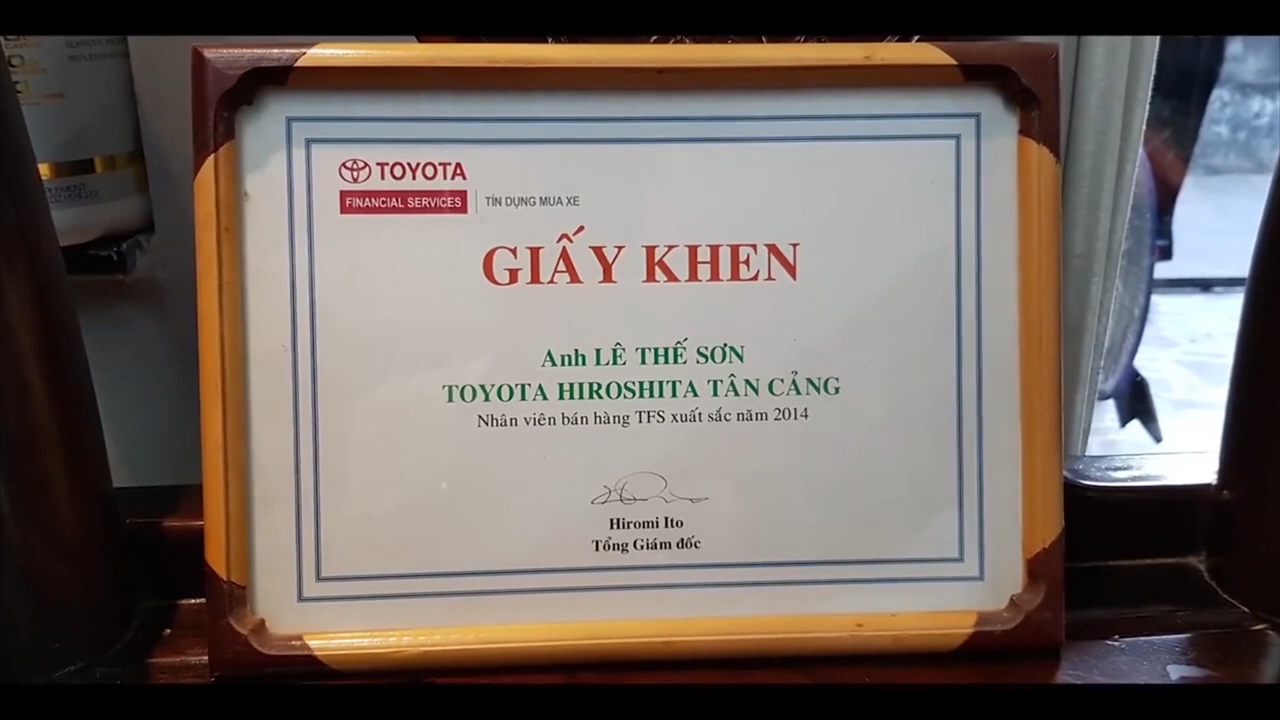 TOYOTA
FINANCIAL SERVICES
TÍN DỤNG MUA XE
GIẤY KHEN
Anh LÊ THẾ SƠN
TOYOTA HIROSHITA TÂN CẢNG
Nhân viên bán hàng TFS xuất sắc năm 2014
Hiromi Ito
Tổng Giám đốc